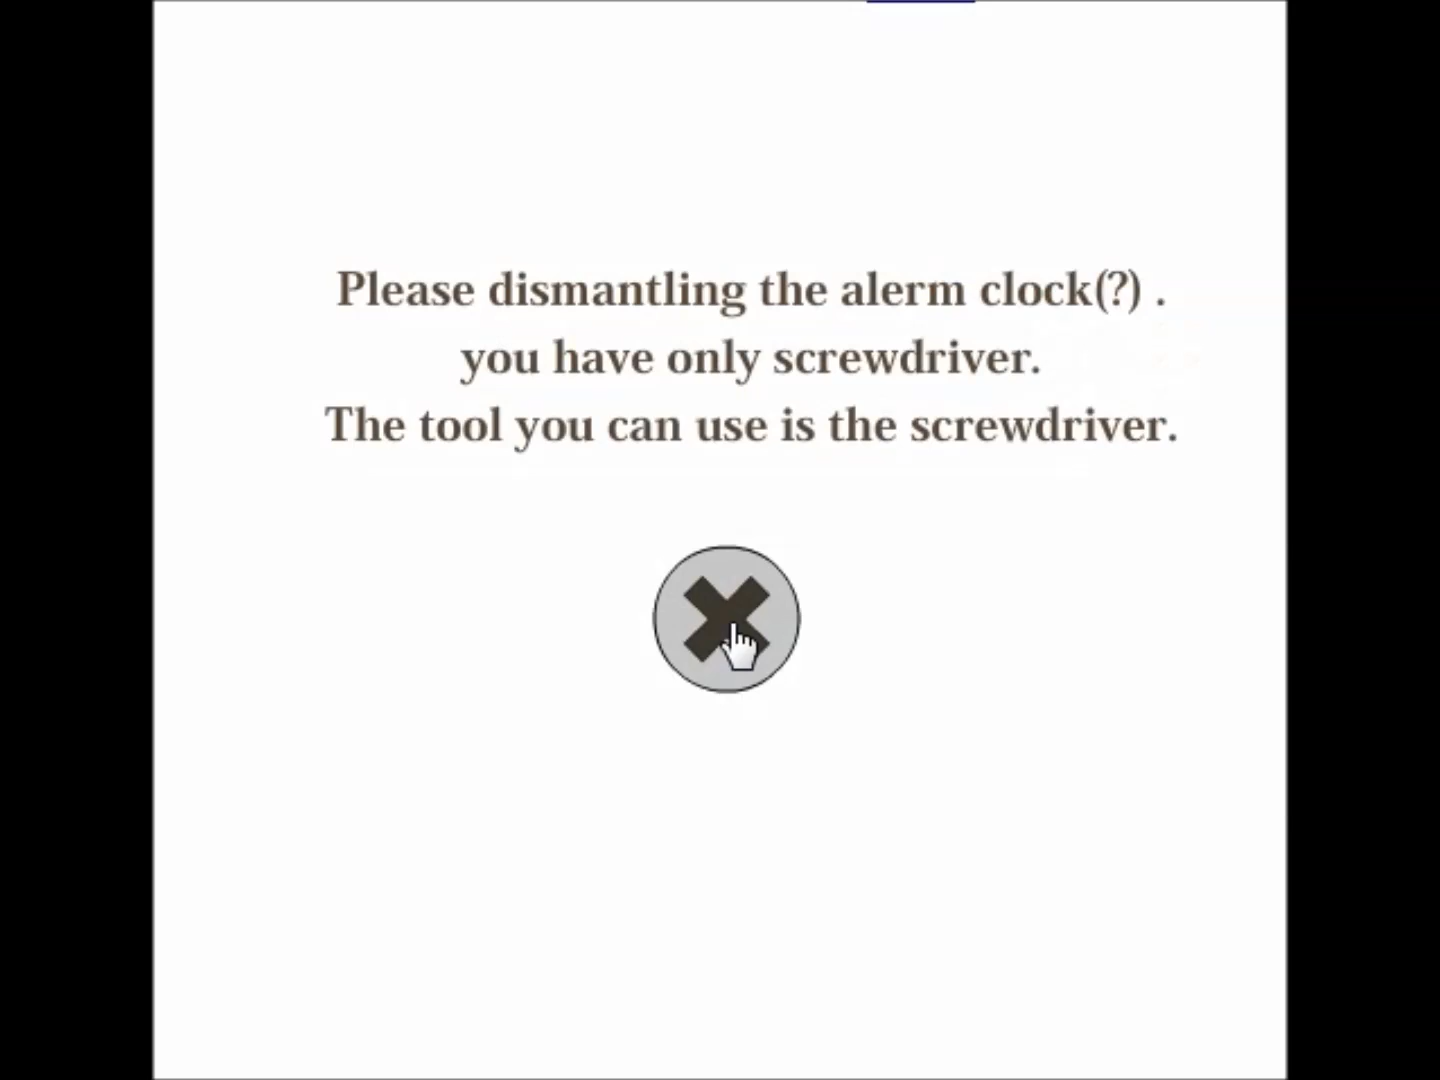 Please dismantling the alerm clock(?) .
you have only screwdriver.
The tool you can use is the screwdriver.